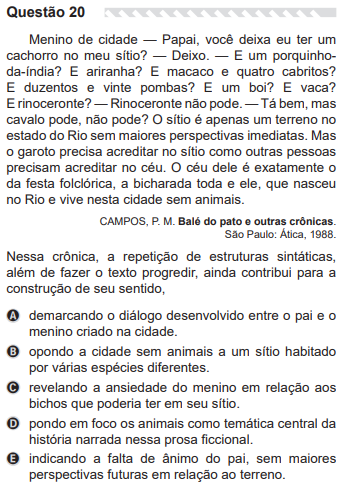 Questão 20
Menino de cidade — Papai, você deixa eu ter um
cachorro no meu sítio? — Deixo. — E um porquinho-
da-índia? E ariranha? E macaco e quatro cabritos?
E duzentos e vinte pombas? E um boi? E vaca?
E rinoceronte? — Rinoceronte não pode. — Tá bem, mas
cavalo pode, não pode? O sítio é apenas um terreno no
estado do Rio sem maiores perspectivas imediatas. Mas
o garoto precisa acreditar no sítio como outras pessoas
precisam acreditar no céu. O céu dele é exatamente o
da festa folclórica, a bicharada toda e ele, que nasceu
no Rio e vive nesta cidade sem animais.
CAMPOS, P. M. Balé do pato e outras crônicas.
São Paulo: Ática, 1988.
Nessa crônica, a repetição de estruturas sintáticas,
além de fazer o texto progredir, ainda contribui para a
construção de seu sentido,
A demarcando o diálogo desenvolvido entre o pai e o
menino criado na cidade.
B opondo a cidade sem animais a um sítio habitado
por várias espécies diferentes.
C revelando a ansiedade do menino em relação aos
bichos que poderia ter em seu sítio.
D pondo em foco os animais como temática central da
história narrada nessa prosa ficcional.
E indicando a falta de ânimo do pai, sem maiores
perspectivas futuras em relação ao terreno.